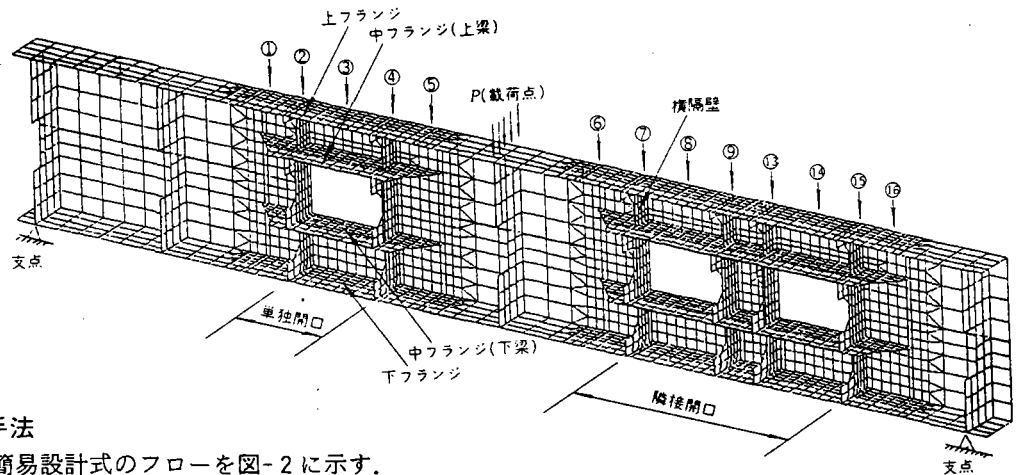 上フランジ
中フランジ(上梁)
①
②
③
④
⑤
P(載荷点)
横隔壁
⑥
⑦
⑧
⑨
⑬
⑭
⑮
⑯
支点
単独開口
中フランジ(下梁)
下フランジ
隣接開口
支点
手法
簡易設計式のフローを図-2に示す.